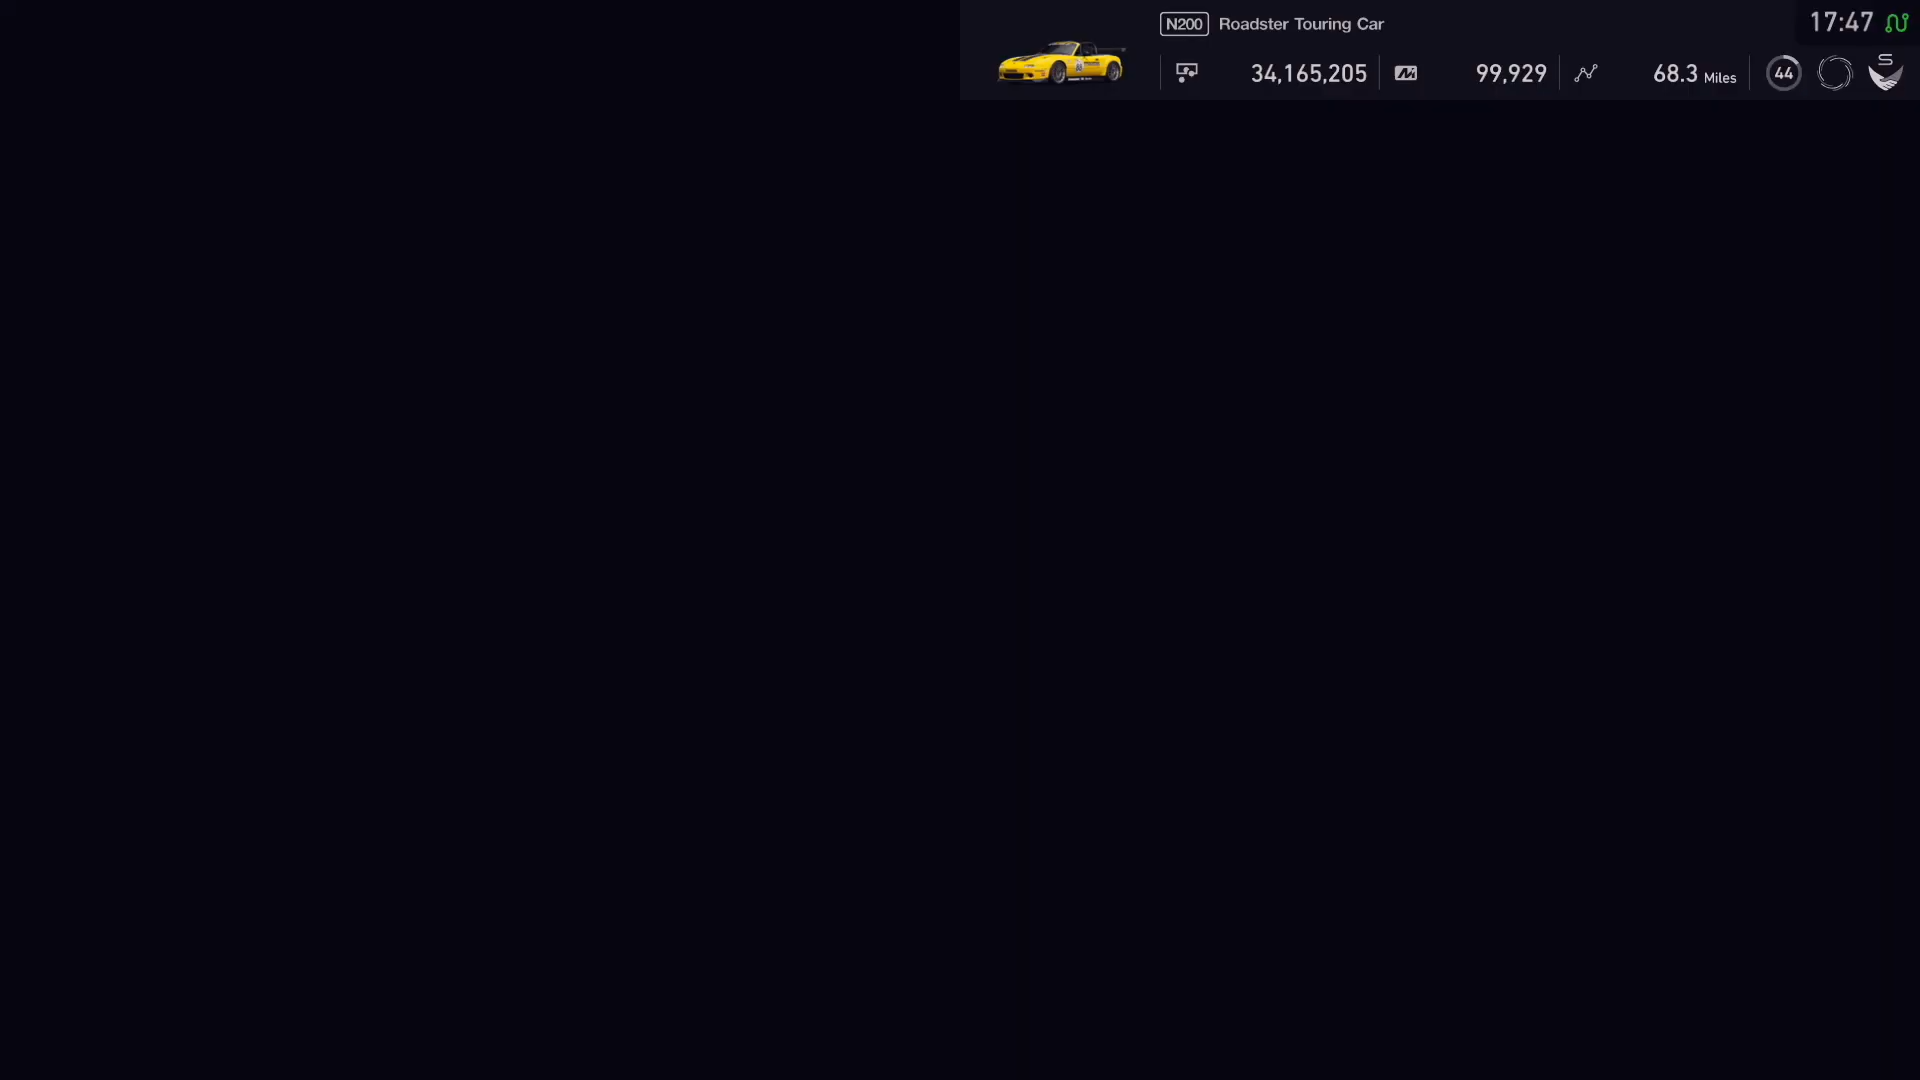 N200 Roadster Touring Car
17:47
34,165,205
99,929
68.3 Miles
44
S